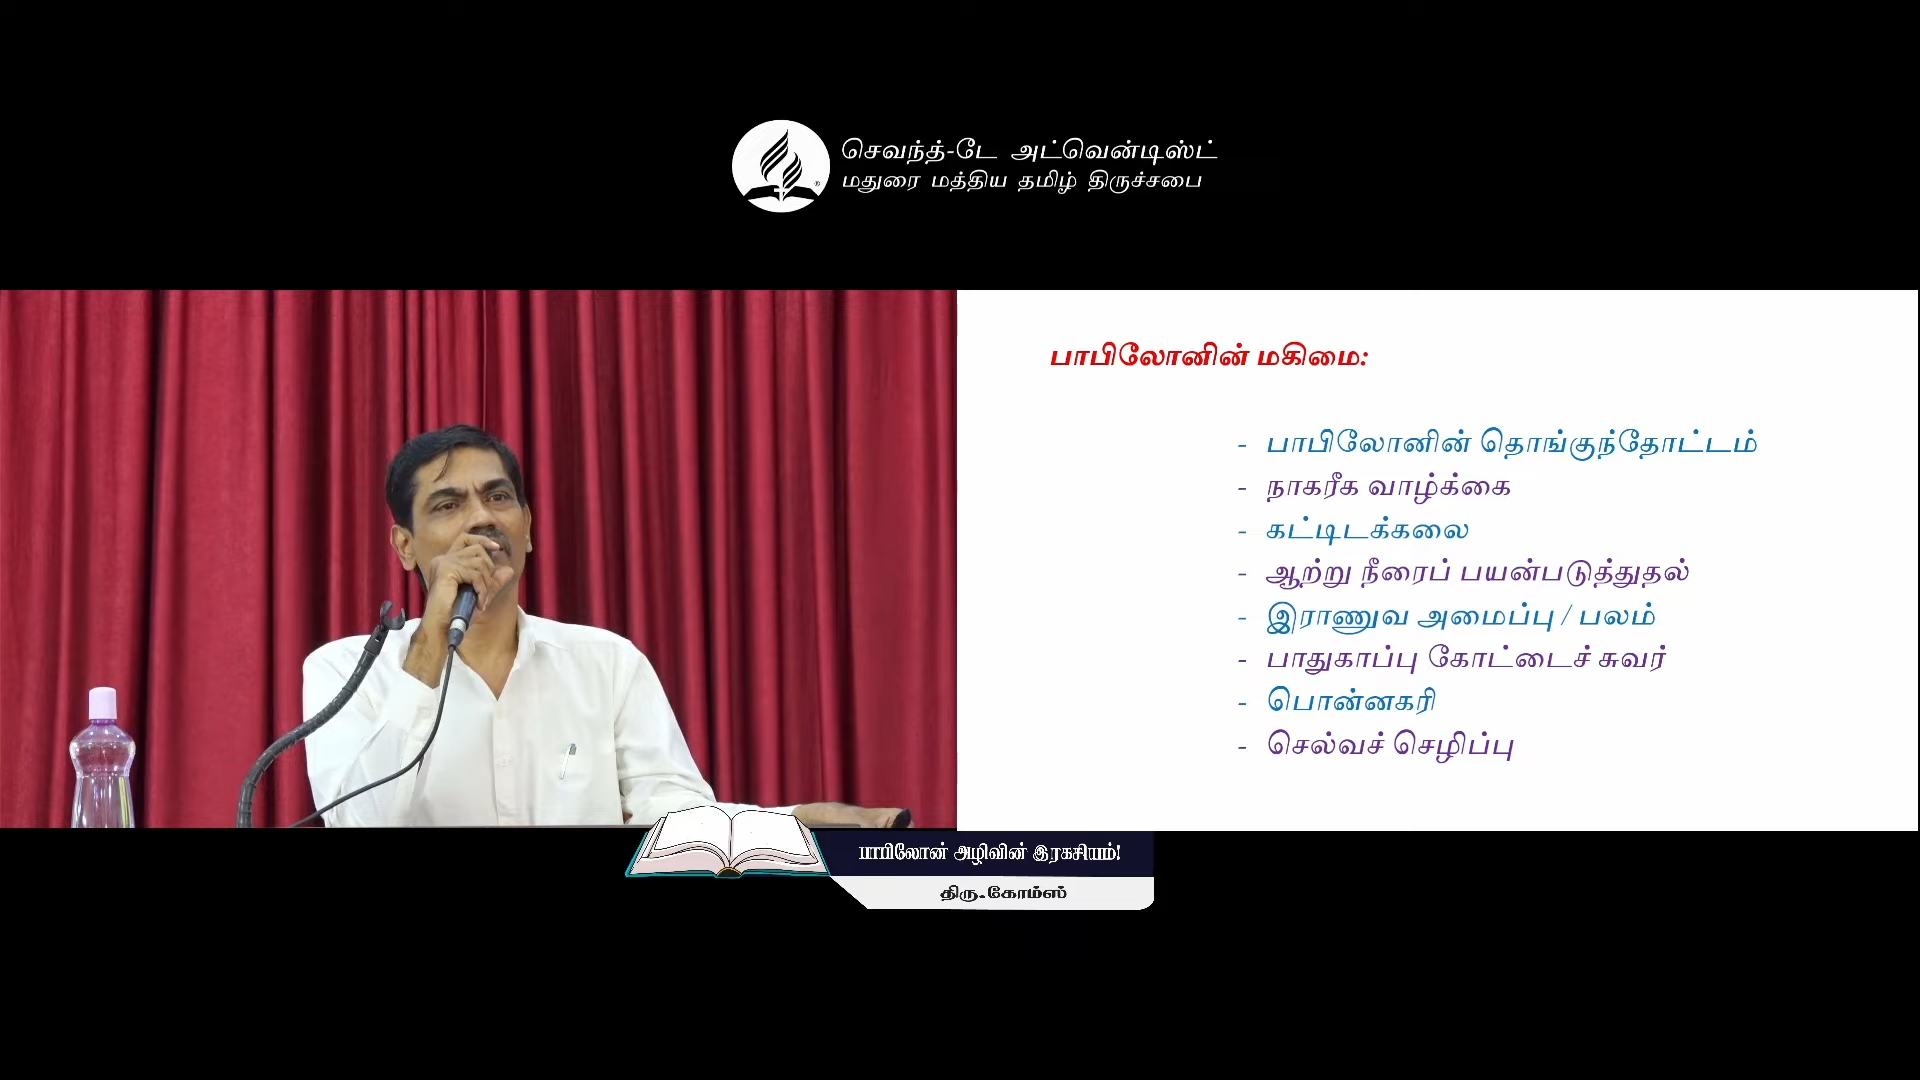 செவந்த்-டே அட்வென்டிஸ்ட்
மதுரை மத்திய தமிழ் திருச்சபை
பாபிலோனின் மகிமை:
- பாபிலோனின் தொங்குந்தோட்டம்
- நாகரீக வாழ்க்கை
- கட்டிடக்கலை
- ஆற்று நீரைப் பயன்படுத்துதல்
- இராணுவ அமைப்பு / பலம்
- பாதுகாப்பு கோட்டைச் சுவர்
- பொன்னகரி
- செல்வச் செழிப்பு
பாபிலோன் அழிவின் இரகசியம்!
திரு.கோம்ஸ்